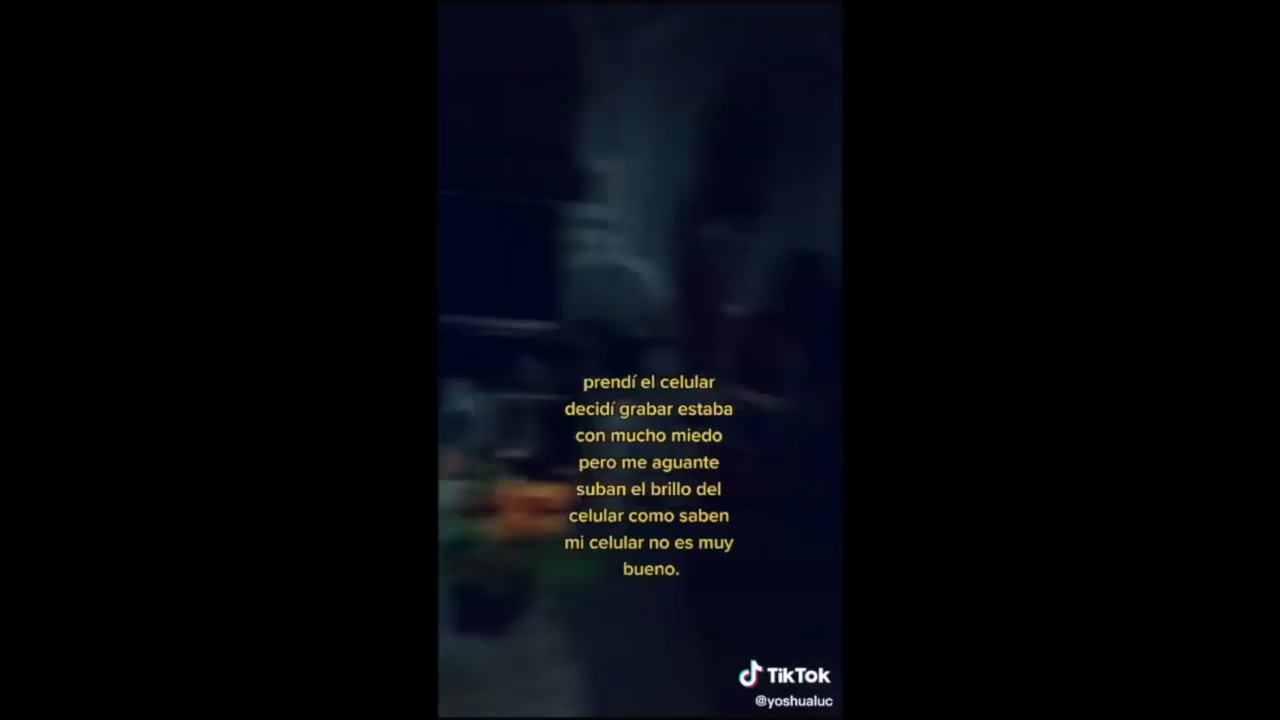 prendí el celular
decidí grabar estaba
con mucho miedo
pero me aguante
suban el brillo del
celular como saben
mi celular no es muy
bueno.
TikTok
@yoshualuc